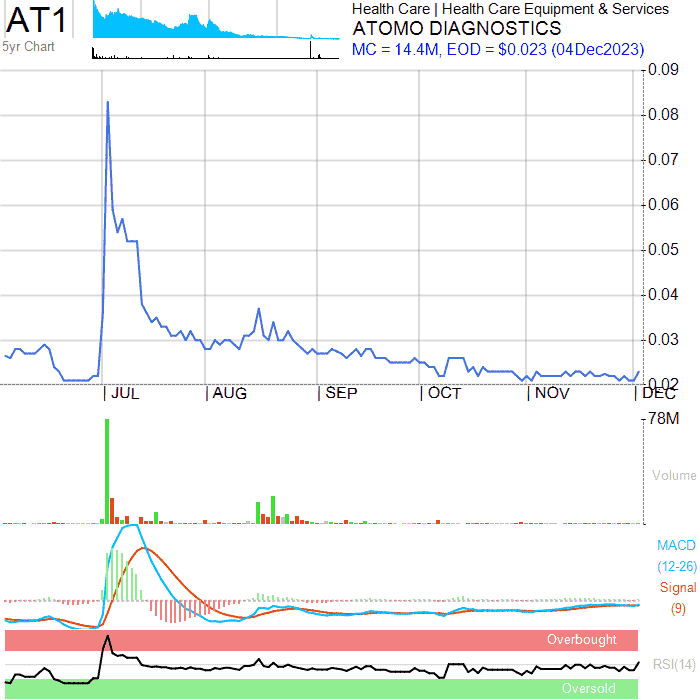 AT1
5yr Chart
Health Care | Health Care Equipment & Services
ATOMO DIAGNOSTICS
MC = 14.4M, EOD = $0.023 (04Dec2023)
0.09
0.08
0.07
0.06
0.05
0.04
0.03
0.02
JUL AUG SEP OCT NOV DEC
78M
Volume
MACD
(12-26)
Signal
(9)
Overbought
RSI(14)
Oversold